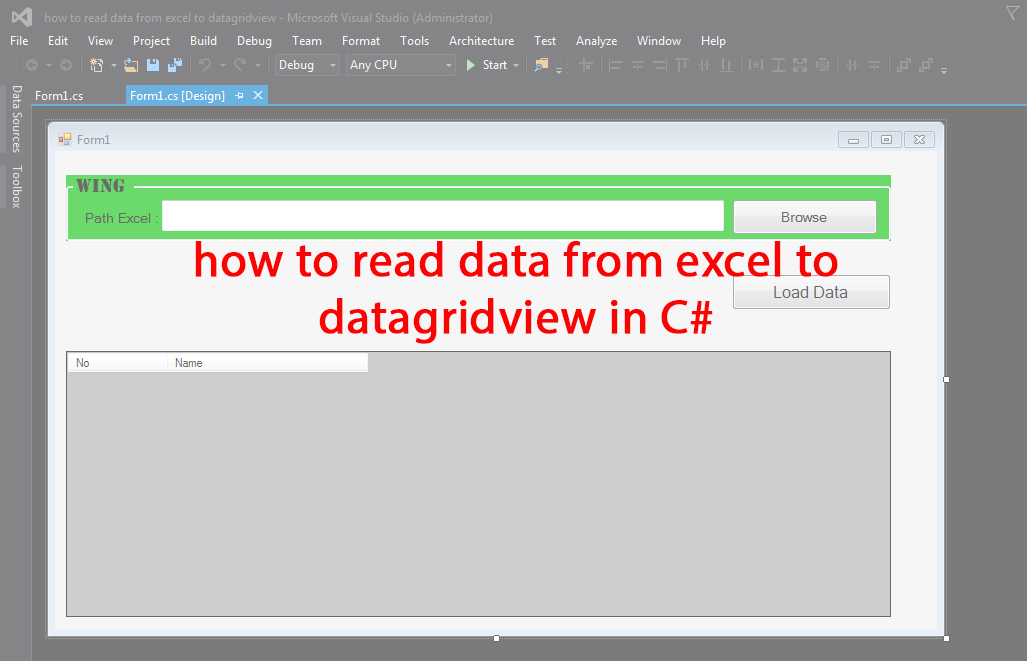 how to read data from excel to datagridview - Microsoft Visual Studio (Administrator)
File Edit View Project Build Debug Team Format Tools Architecture Test Analyze Window Help
Debug Any CPU Start
Form1.cs Form1.cs [Design]
Data Sources
Toolbox
Form1
WING
Path Excel : Browse
how to read data from excel to
Load Data
datagridview in C#
No Name